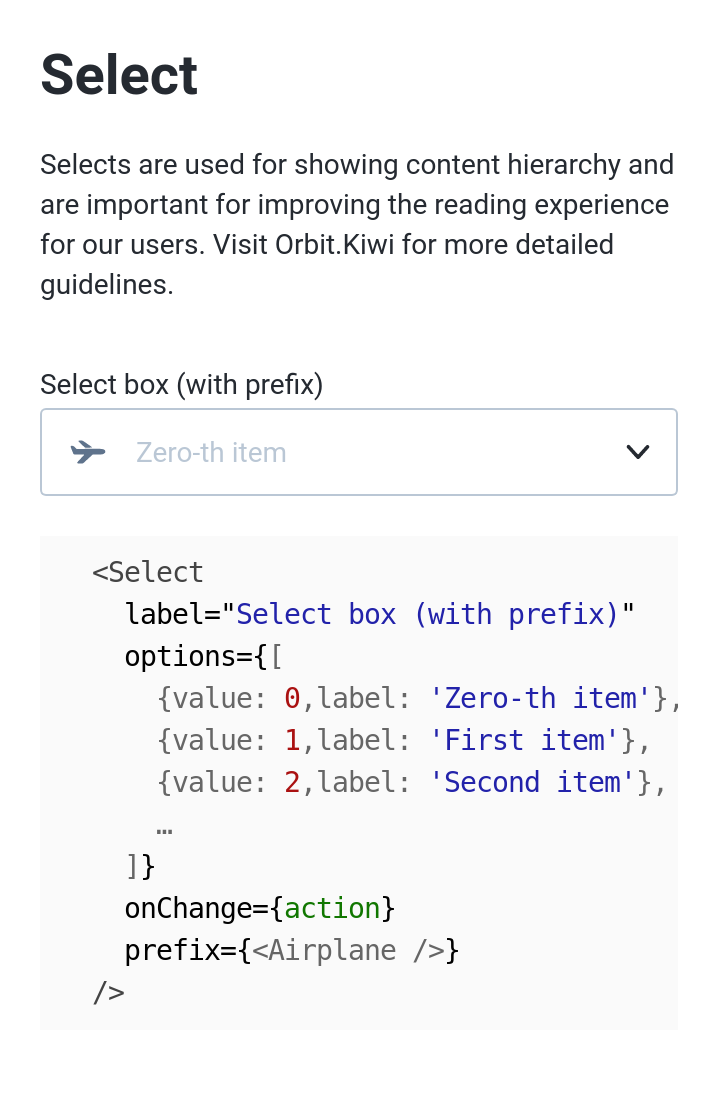 Select
Selects are used for showing content hierarchy and
are important for improving the reading experience
for our users. Visit Orbit.Kiwi for more detailed
guidelines.
Select box (with prefix)
Zero-th item
<Select
label="Select box (with prefix)"
options={[
{value: 0,label: 'Zero-th item'},
{value: 1,label: 'First item'},
{value: 2,label: 'Second item'},
…
]}
onChange={action}
prefix={<Airplane />}
/>